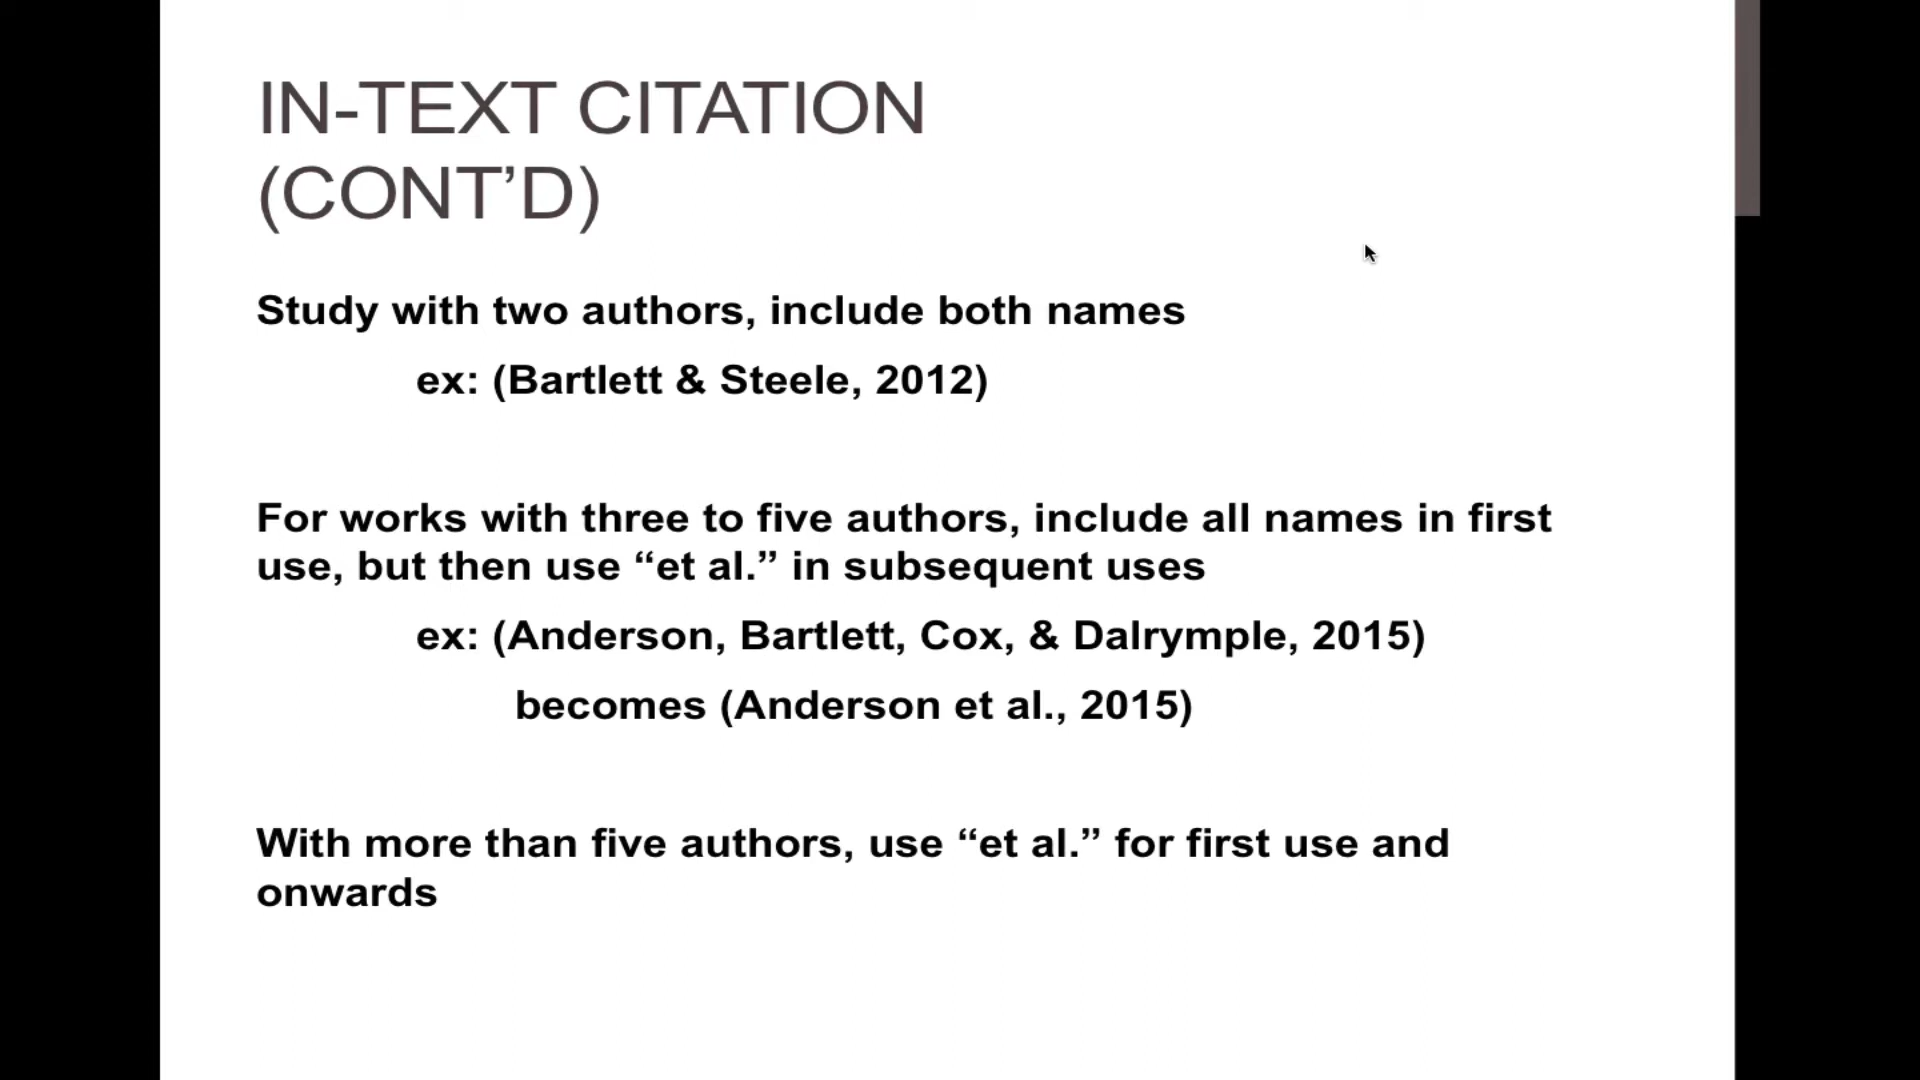 IN-TEXT CITATION
(CONT’D)
Study with two authors, include both names
ex: (Bartlett & Steele, 2012)
For works with three to five authors, include all names in first
use, but then use “et al.” in subsequent uses
ex: (Anderson, Bartlett, Cox, & Dalrymple, 2015)
becomes (Anderson et al., 2015)
With more than five authors, use “et al.” for first use and
onwards